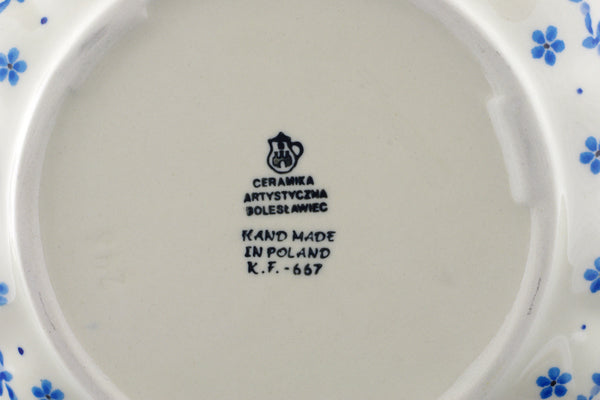 CERAMIKA
ARTYSTYCZNA
BOLESŁAWIEC
HAND MADE
IN POLAND
K.F.-667